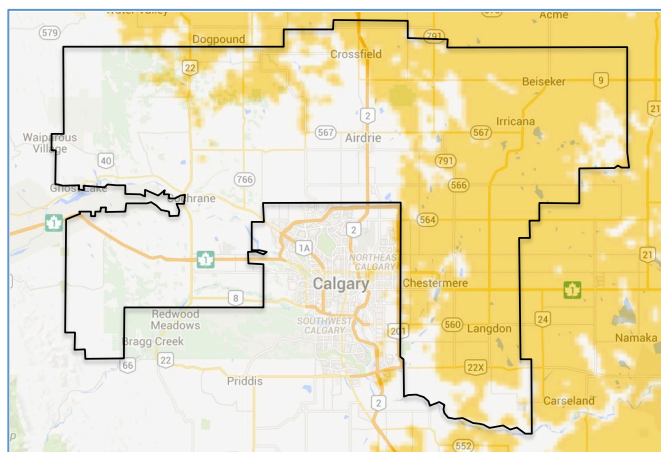 Water Valley
Acme
579
791
Dogpound
Crossfield
22
Beiseker
9
2
21
Irricana
Waiparous
Village
567
Airdrie
567
40
791
766
566
Ghost Lake
Cochrane
564
1
2
1
1A
21
NORTHEAST
CALGARY
Calgary
Chestermere
1
8
Redwood
Meadows
SOUTHWEST
CALGARY
201
560
Langdon
24
Namaka
Bragg Creek
66
22
22X
Priddis
2
Carseland
552